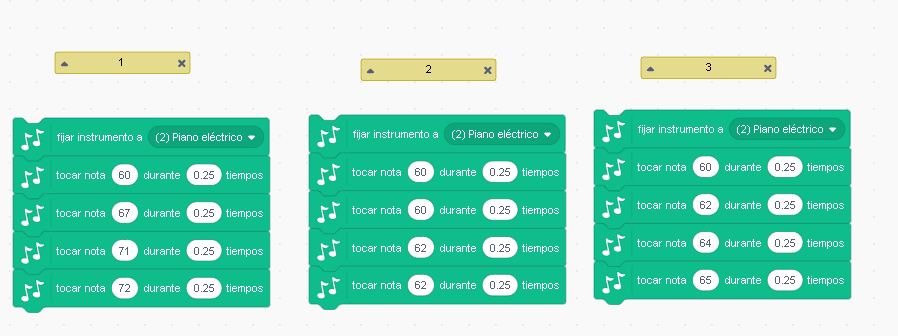 1
fijar instrumento a (2) Piano eléctrico
tocar nota 60 durante 0.25 tiempos
tocar nota 67 durante 0.25 tiempos
tocar nota 71 durante 0.25 tiempos
tocar nota 72 durante 0.25 tiempos
2
fijar instrumento a (2) Piano eléctrico
tocar nota 60 durante 0.25 tiempos
tocar nota 60 durante 0.25 tiempos
tocar nota 62 durante 0.25 tiempos
tocar nota 62 durante 0.25 tiempos
3
fijar instrumento a (2) Piano eléctrico
tocar nota 60 durante 0.25 tiempos
tocar nota 62 durante 0.25 tiempos
tocar nota 64 durante 0.25 tiempos
tocar nota 65 durante 0.25 tiempos